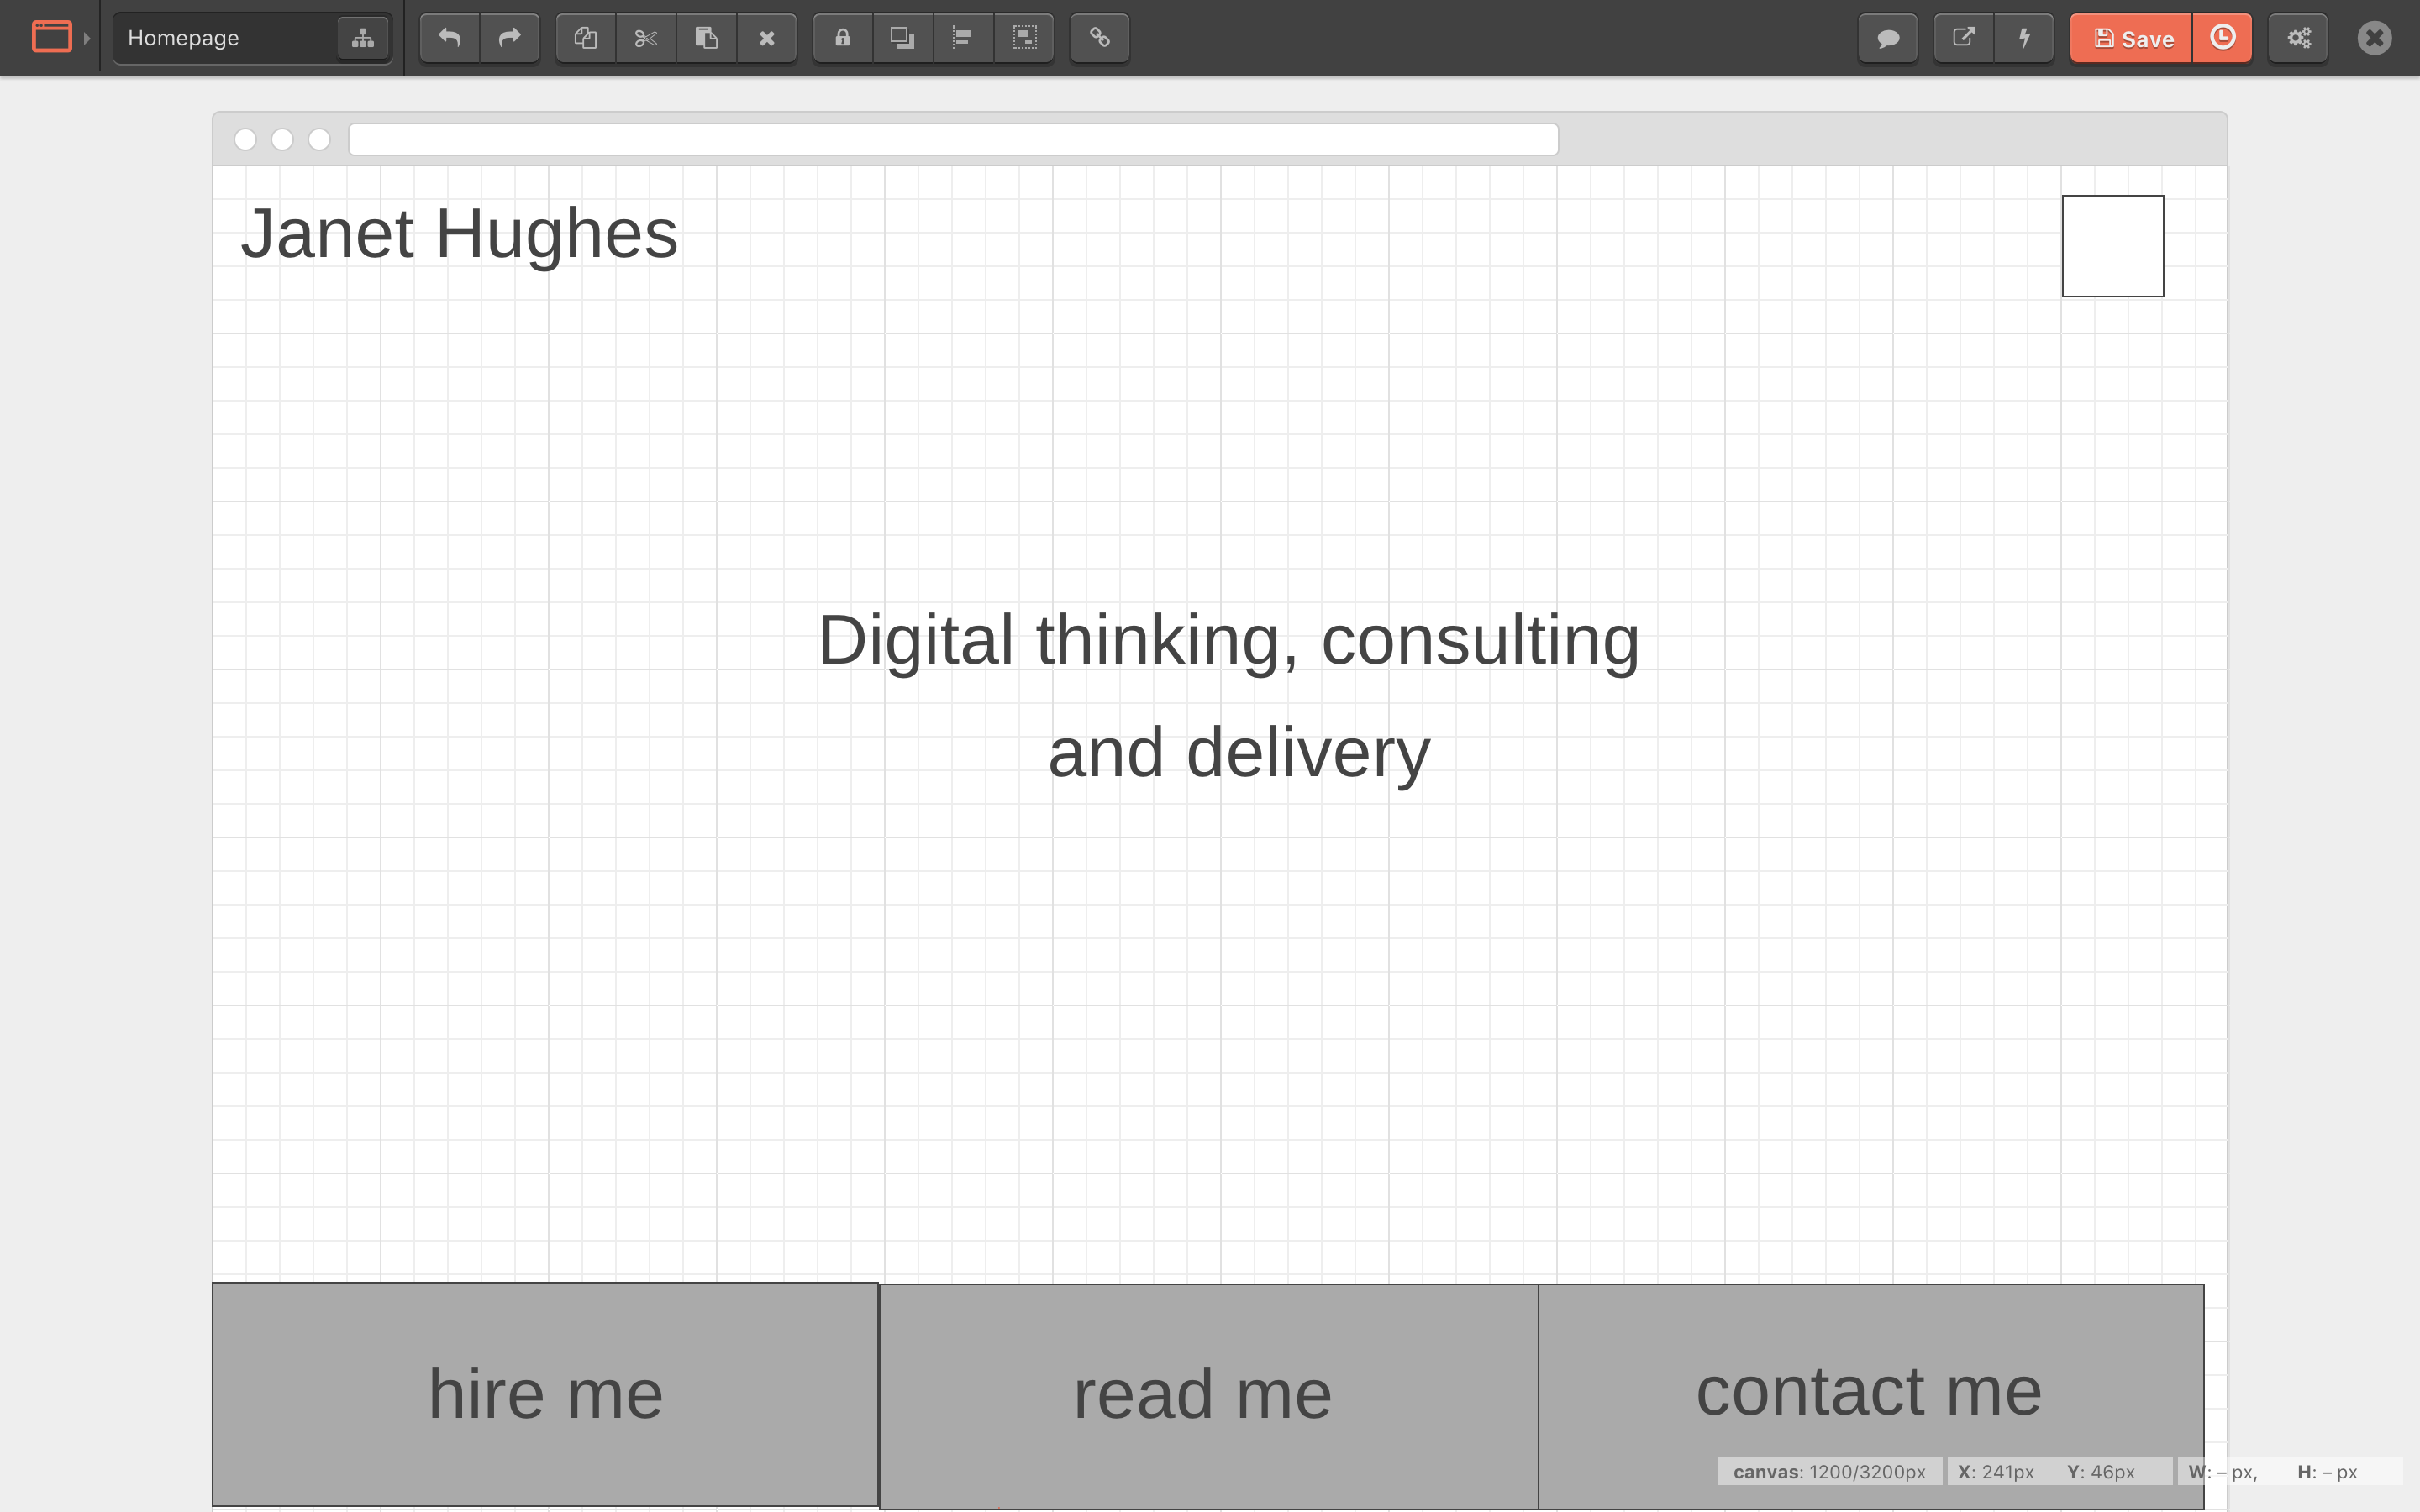 Homepage
Save
Janet Hughes
Digital thinking, consulting
and delivery
hire me
read me
contact me
canvas: 1200/3200px X: 241px Y: 46px W: – px, H: – px